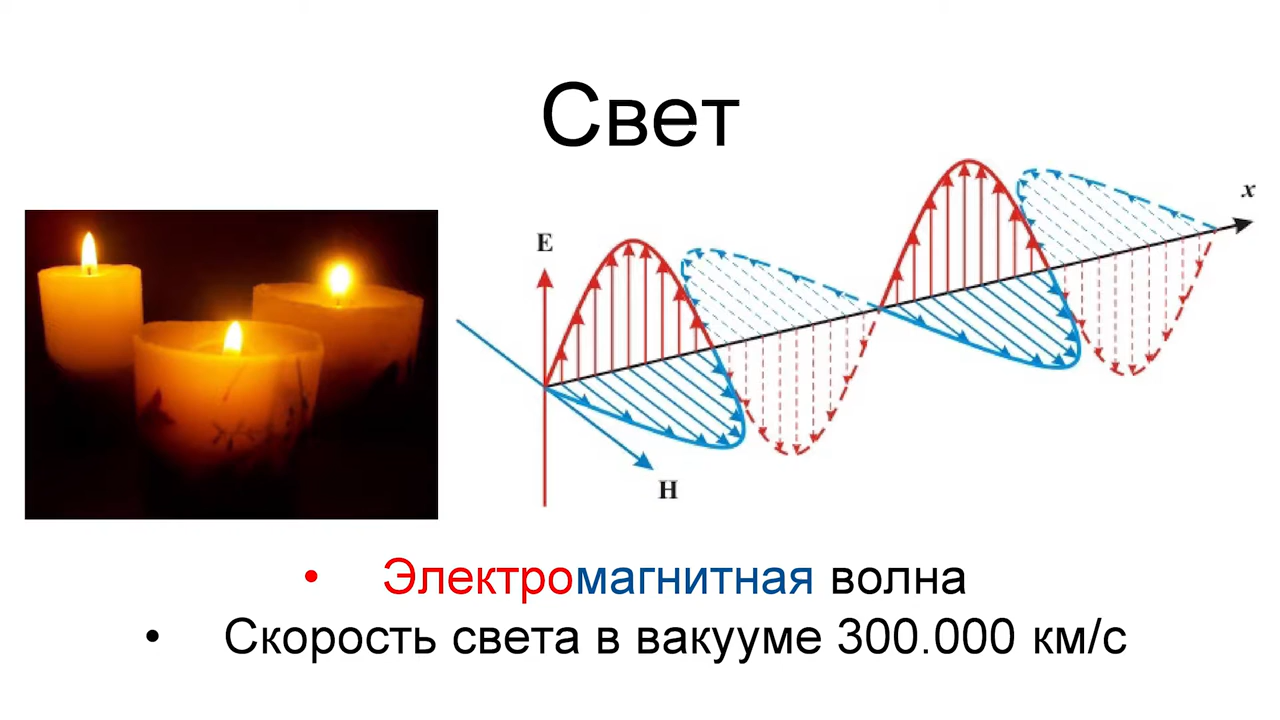 Свет
x
E
H
• Электромагнитная волна
• Скорость света в вакууме 300.000 км/с